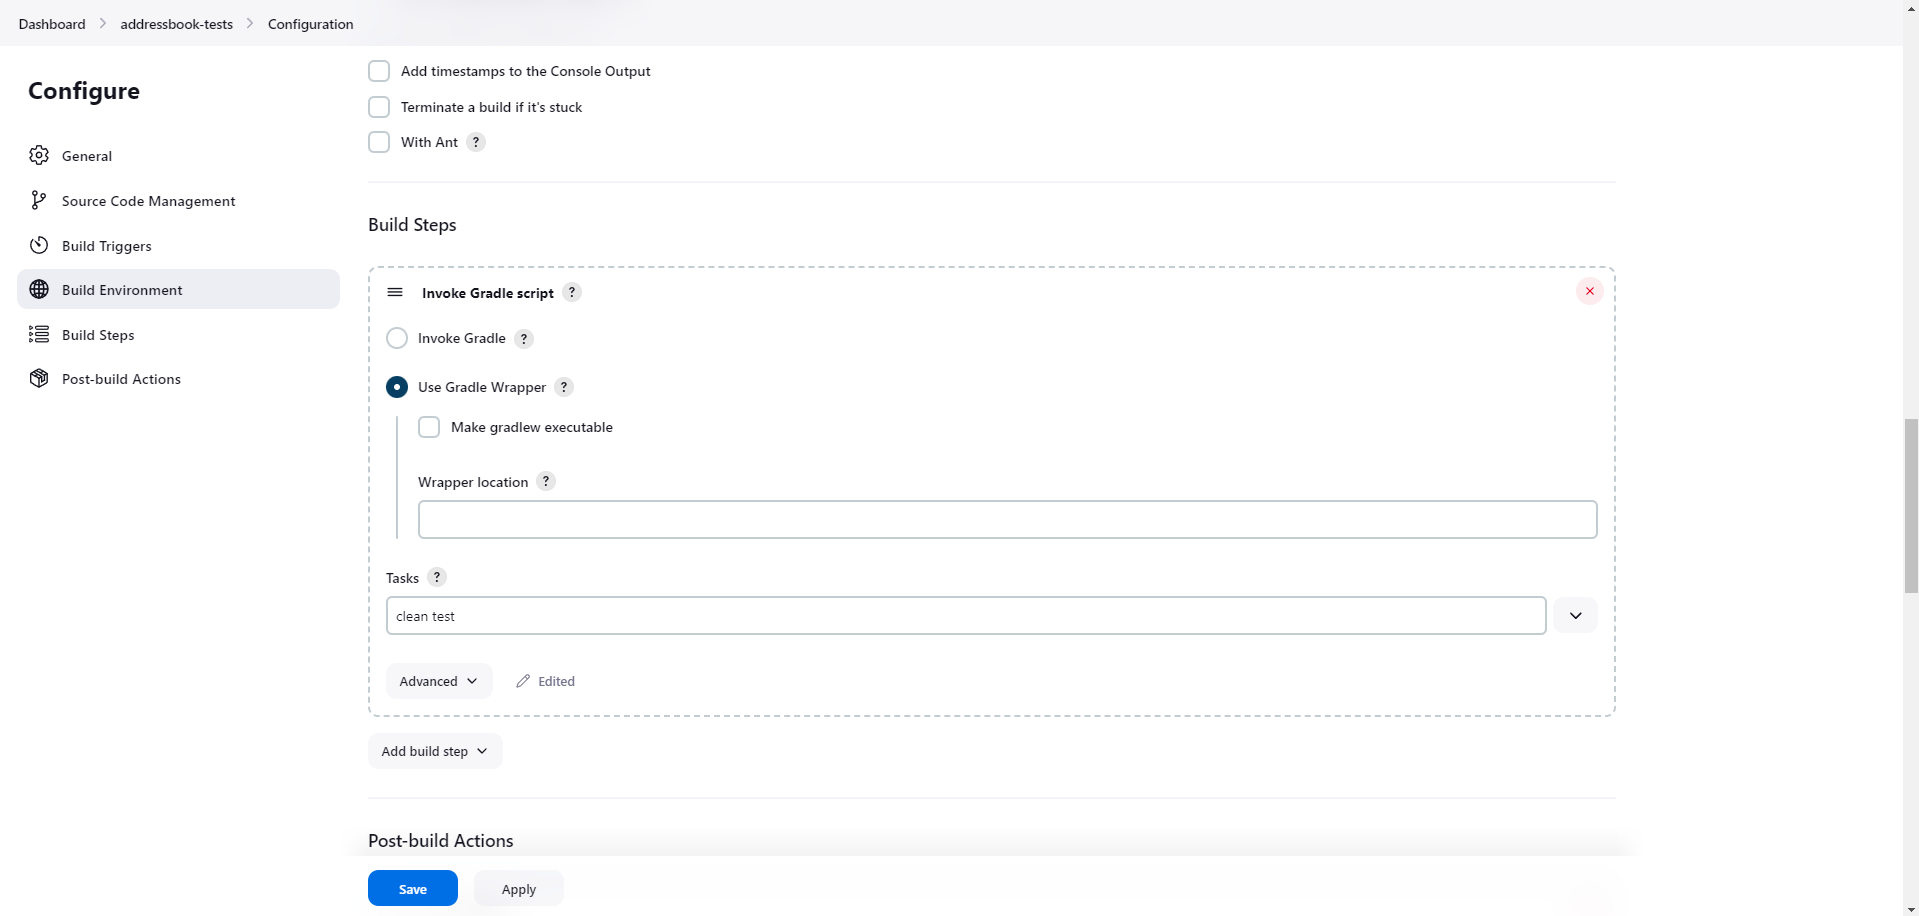 Dashboard > addressbook-tests > Configuration
Configure
General
Source Code Management
Build Triggers
Build Environment
Build Steps
Post-build Actions
Add timestamps to the Console Output
Terminate a build if it's stuck
With Ant ?
Build Steps
Invoke Gradle script ?
Invoke Gradle ?
Use Gradle Wrapper ?
Make gradlew executable
Wrapper location ?
Tasks ?
clean test
Advanced Edited
Add build step
Post-build Actions
Save Apply